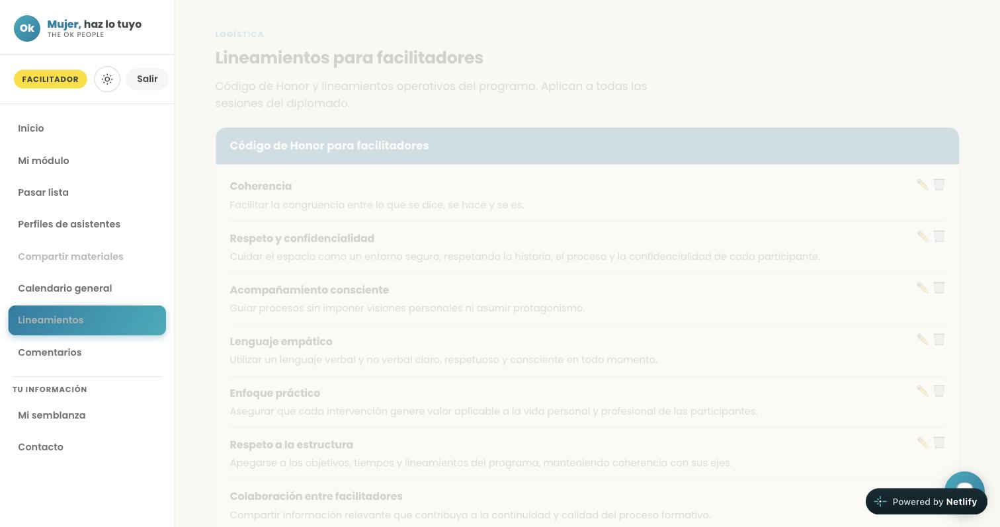 Ok
Mujer, haz lo tuyo
THE OK PEOPLE
FACILITADOR
Salir
Inicio
Mi módulo
Pasar lista
Perfiles de asistentes
Compartir materiales
Calendario general
Lineamientos
Comentarios
TU INFORMACIÓN
Mi semblanza
Contacto
LOGÍSTICA
Lineamientos para facilitadores
Código de Honor y lineamientos operativos del programa. Aplican a todas las
sesiones del diplomado.
Código de Honor para facilitadores
Coherencia
Facilitar la congruencia entre lo que se dice, se hace y se es.
Respeto y confidencialidad
Cuidar el espacio como un entorno seguro, respetando la historia, el proceso y la confidencialidad de cada participante.
Acompañamiento consciente
Guiar procesos sin imponer visiones personales ni asumir protagonismo.
Lenguaje empático
Utilizar un lenguaje verbal y no verbal claro, respetuoso y consciente en todo momento.
Enfoque práctico
Asegurar que cada intervención genere valor aplicable a la vida personal y profesional de las participantes.
Respeto a la estructura
Apegarse a los objetivos, tiempos y lineamientos del programa, manteniendo coherencia con sus ejes.
Colaboración entre facilitadores
Compartir información relevante que contribuya a la continuidad y calidad del proceso formativo.
Powered by Netlify